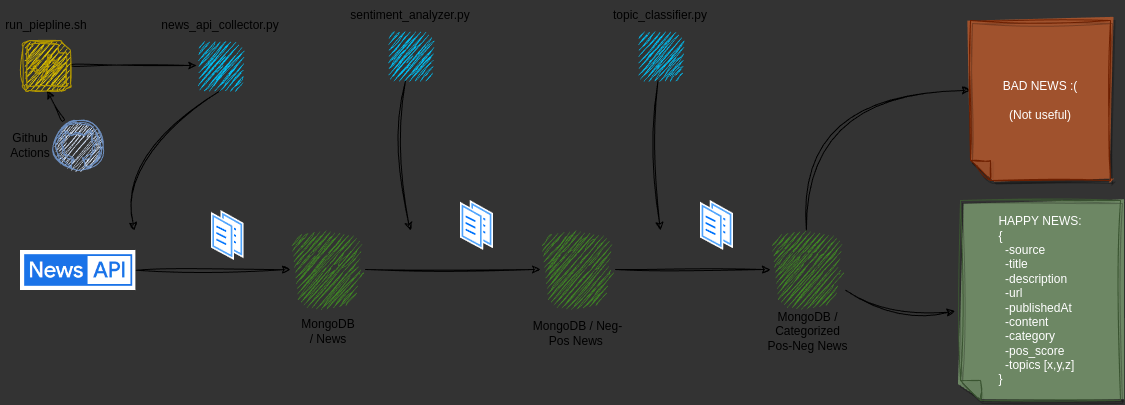 run_piepline.sh
news_api_collector.py
sentiment_analyzer.py
topic_classifier.py
Github
Actions
BAD NEWS :(
(Not useful)
News API
MongoDB
/ News
MongoDB / Neg-
Pos News
MongoDB /
Categorized
Pos-Neg News
HAPPY NEWS:
{
-source
-title
-description
-url
-publishedAt
-content
-category
-pos_score
-topics [x,y,z]
}